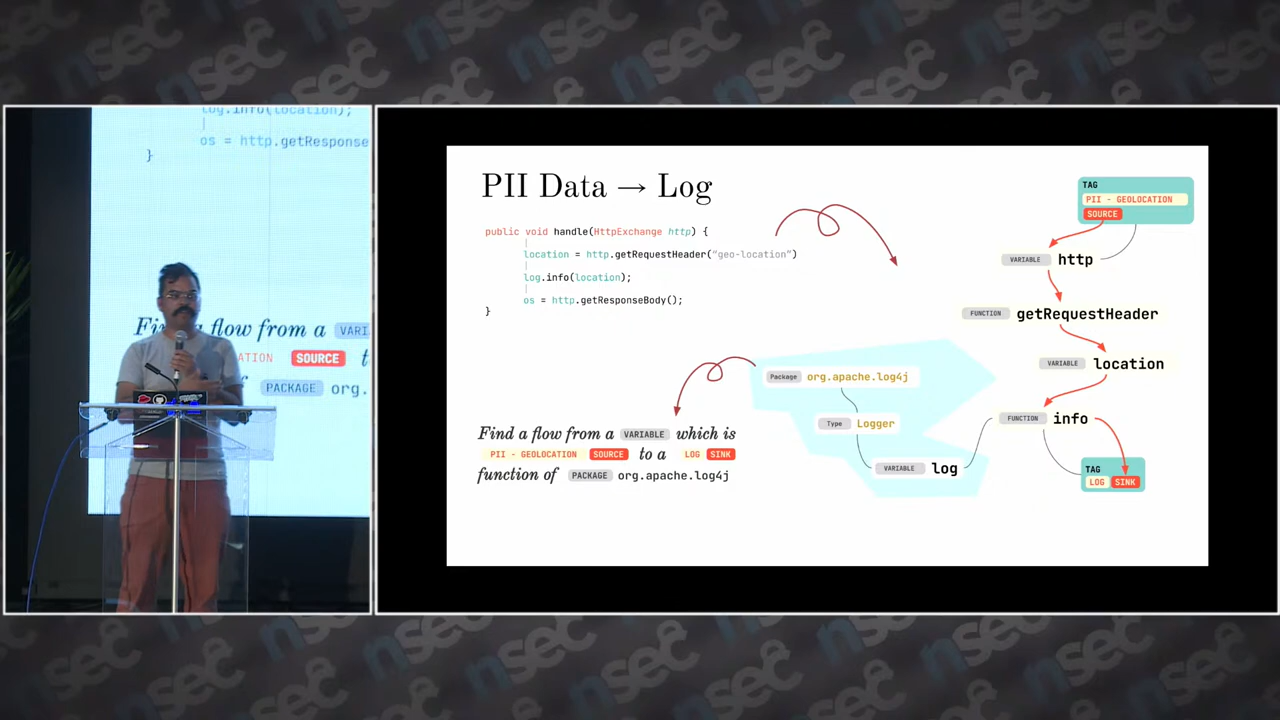 nsec
log.info(location);
os = http.getResponse
}
Find a flow from a VARI
ATION SOURCE t
f PACKAGE org.
PII Data → Log
public void handle(HttpExchange http) {
location = http.getRequestHeader("geo-location")
log.info(location);
os = http.getResponseBody();
}
Find a flow from a VARIABLE which is
PII - GEOLOCATION SOURCE to a LOG SINK
function of PACKAGE org.apache.log4j
Package org.apache.log4j
Type Logger
VARIABLE log
TAG
PII - GEOLOCATION
SOURCE
VARIABLE http
FUNCTION getRequestHeader
VARIABLE location
FUNCTION info
TAG
LOG SINK